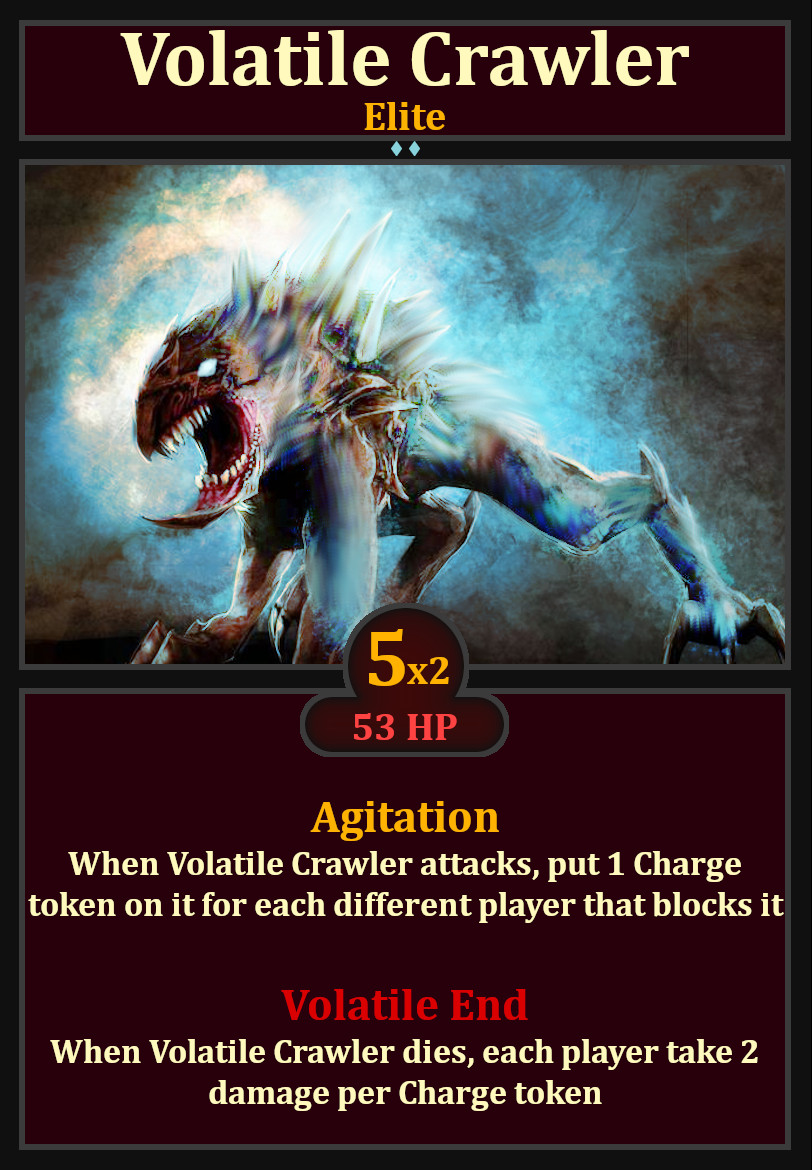 Volatile Crawler
Elite
5x2
53 HP
Agitation
When Volatile Crawler attacks, put 1 Charge
token on it for each different player that blocks it
Volatile End
When Volatile Crawler dies, each player take 2
damage per Charge token